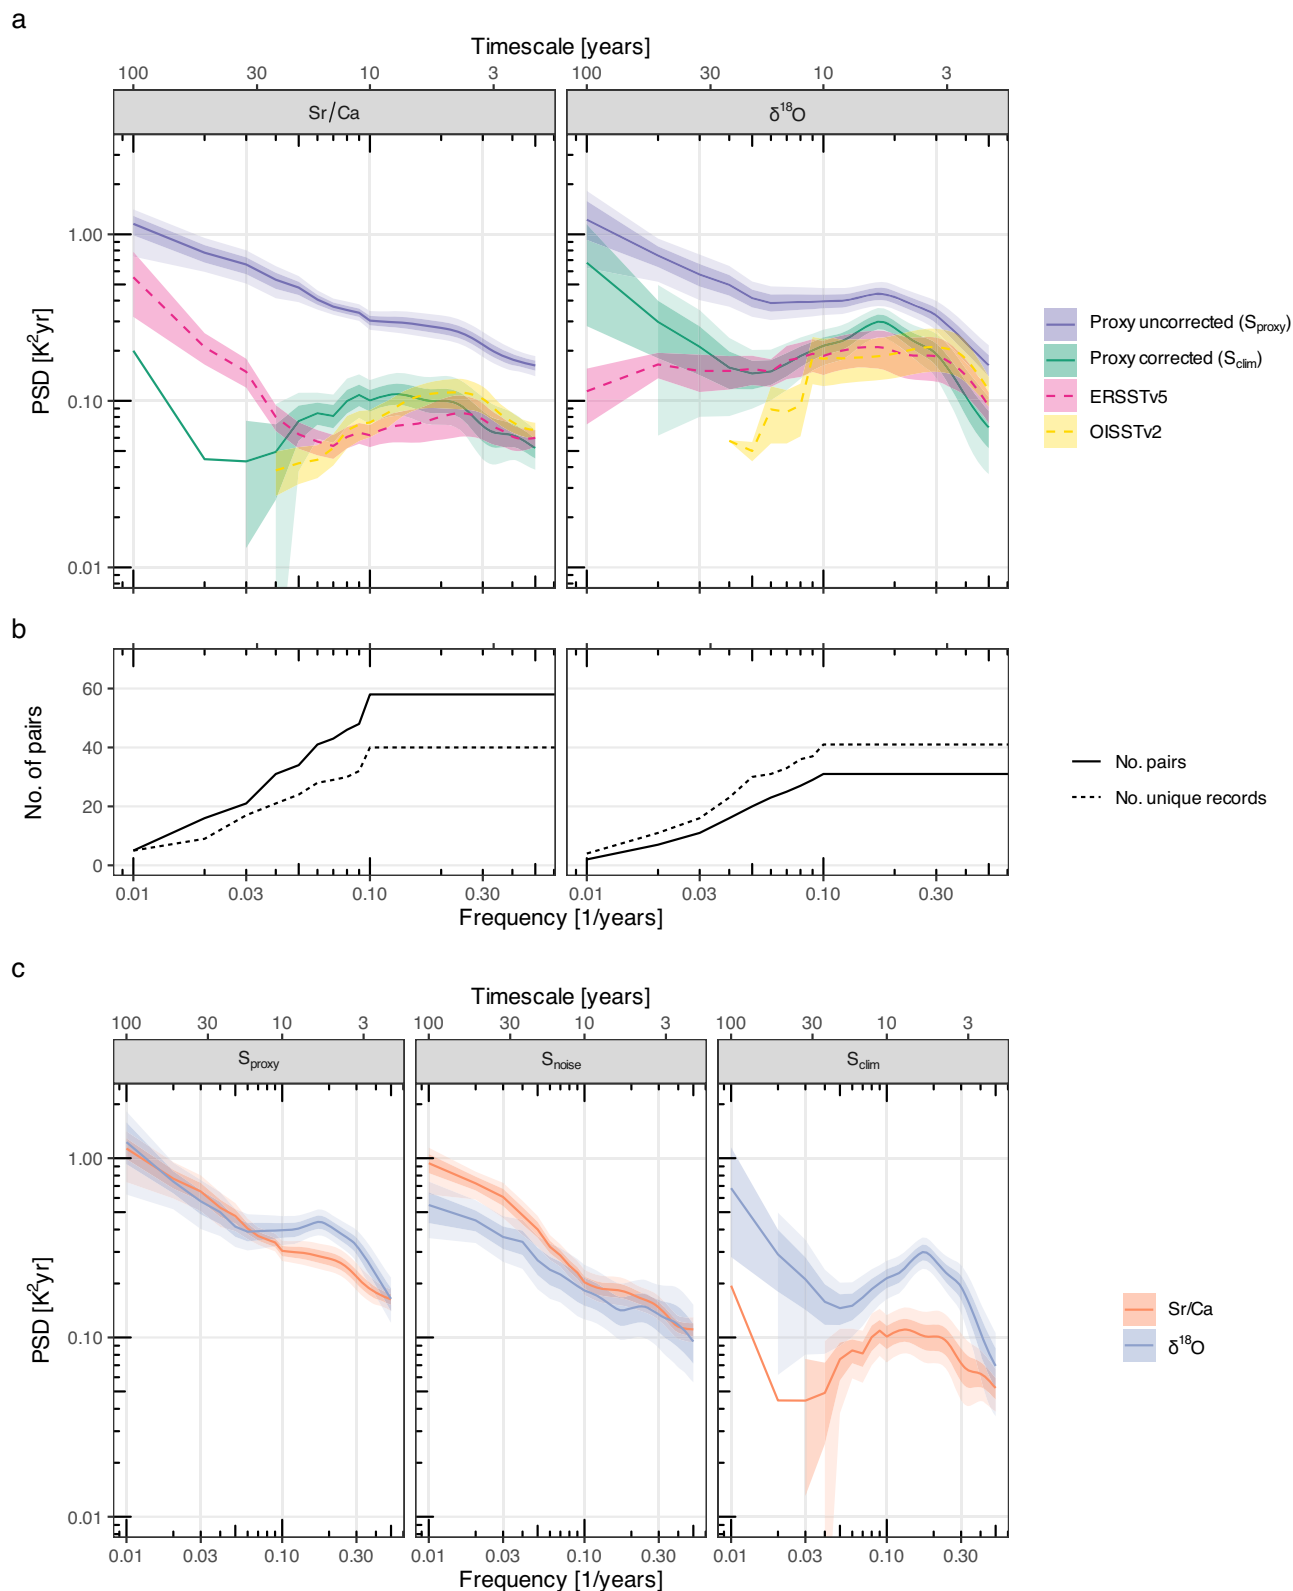 a
Timescale [years]
100 30 10 3 100 30 10 3
Sr/Ca δ¹⁸O
1.00
0.10
0.01
PSD [K²yr]
Proxy uncorrected (Sproxy)
Proxy corrected (Sclim)
ERSSTv5
OISSTv2
b
60
40
20
0
No. of pairs
No. pairs
No. unique records
0.01 0.03 0.10 0.30 0.01 0.03 0.10 0.30
Frequency [1/years]
c
Timescale [years]
100 30 10 3 100 30 10 3 100 30 10 3
Sproxy Snoise Sclim
1.00
0.10
0.01
PSD [K²yr]
Sr/Ca
δ¹⁸O
0.01 0.03 0.10 0.30 0.01 0.03 0.10 0.30 0.01 0.03 0.10 0.30
Frequency [1/years]